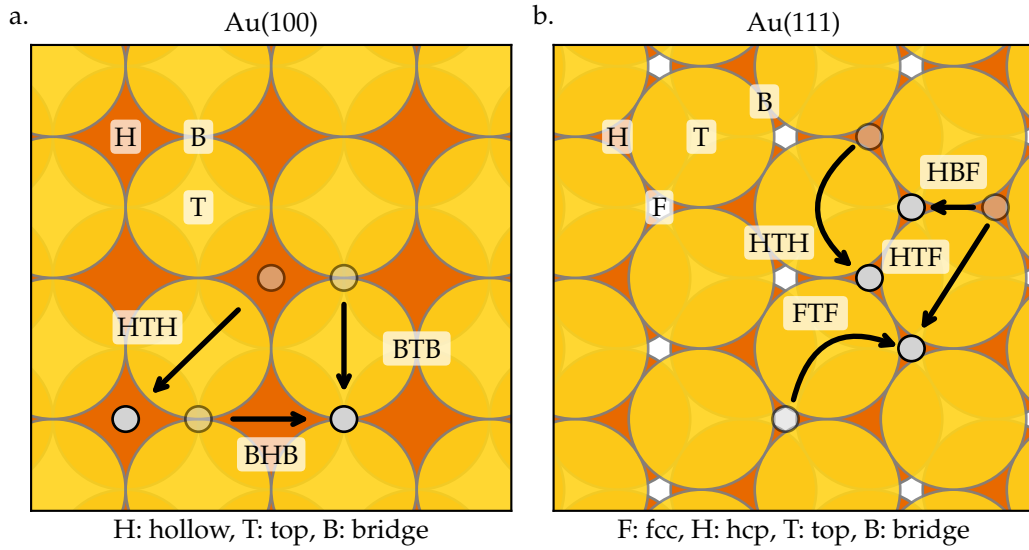 a.
Au(100)
H
B
T
HTH
BTB
BHB
H: hollow, T: top, B: bridge
b.
Au(111)
B
H
T
HBF
F
HTH
HTF
FTF
F: fcc, H: hcp, T: top, B: bridge